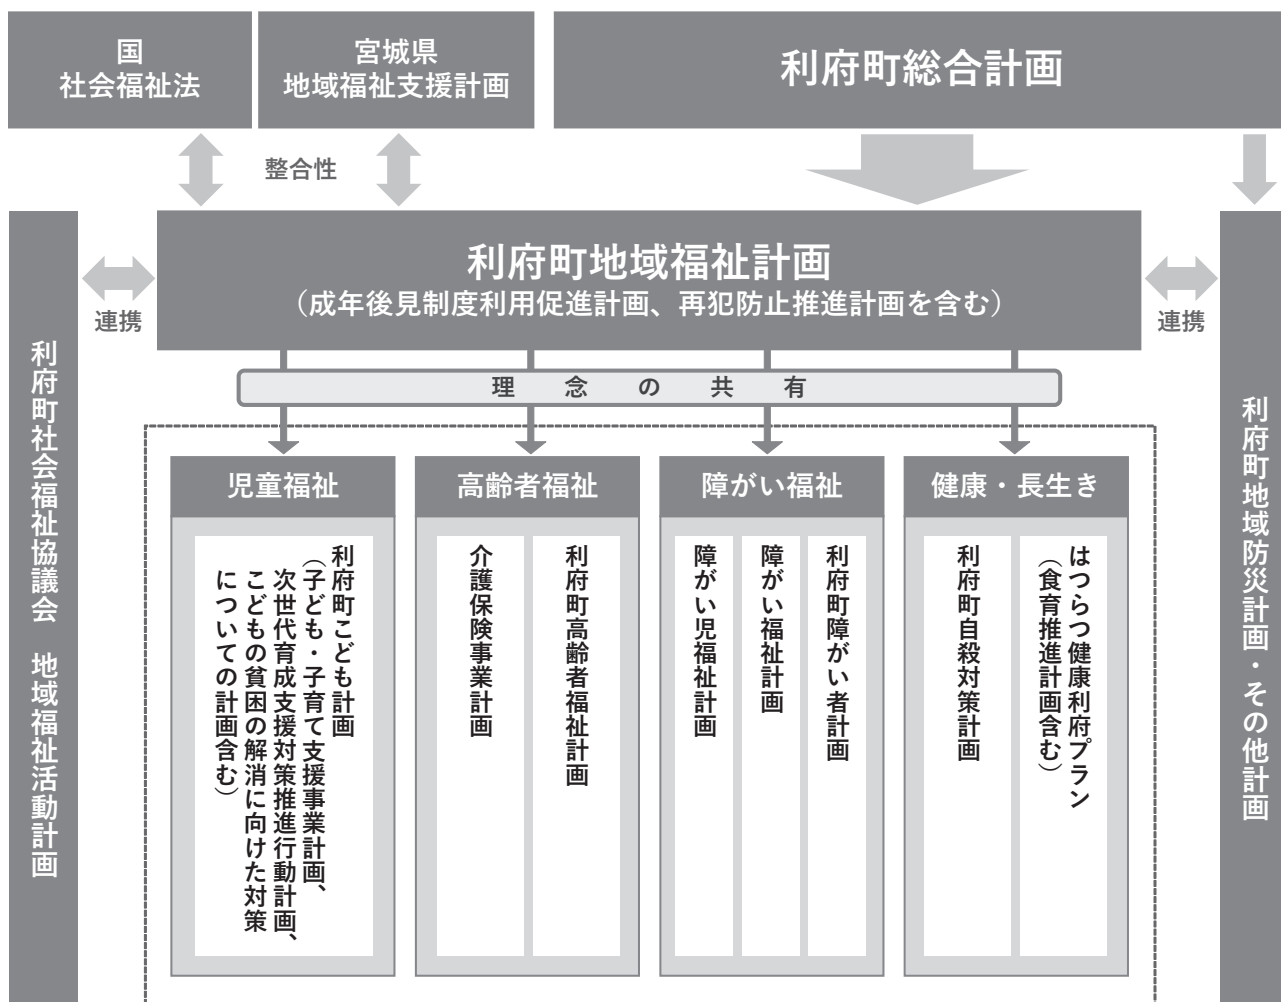 国
社会福祉法
宮城県
地域福祉支援計画
利府町総合計画
整合性
利府町地域福祉計画
（成年後見制度利用促進計画、再犯防止推進計画を含む）
連携
連携
利府町社会福祉協議会　地域福祉活動計画
利府町地域防災計画・その他計画
理念の共有
児童福祉
利府町こども計画
（子ども・子育て支援事業計画、
次世代育成支援対策推進行動計画、
こどもの貧困の解消に向けた対策
についての計画含む）
高齢者福祉
利府町高齢者福祉計画
介護保険事業計画
障がい福祉
利府町障がい者計画
障がい福祉計画
障がい児福祉計画
健康・長生き
はつらつ健康利府プラン
（食育推進計画含む）
利府町自殺対策計画